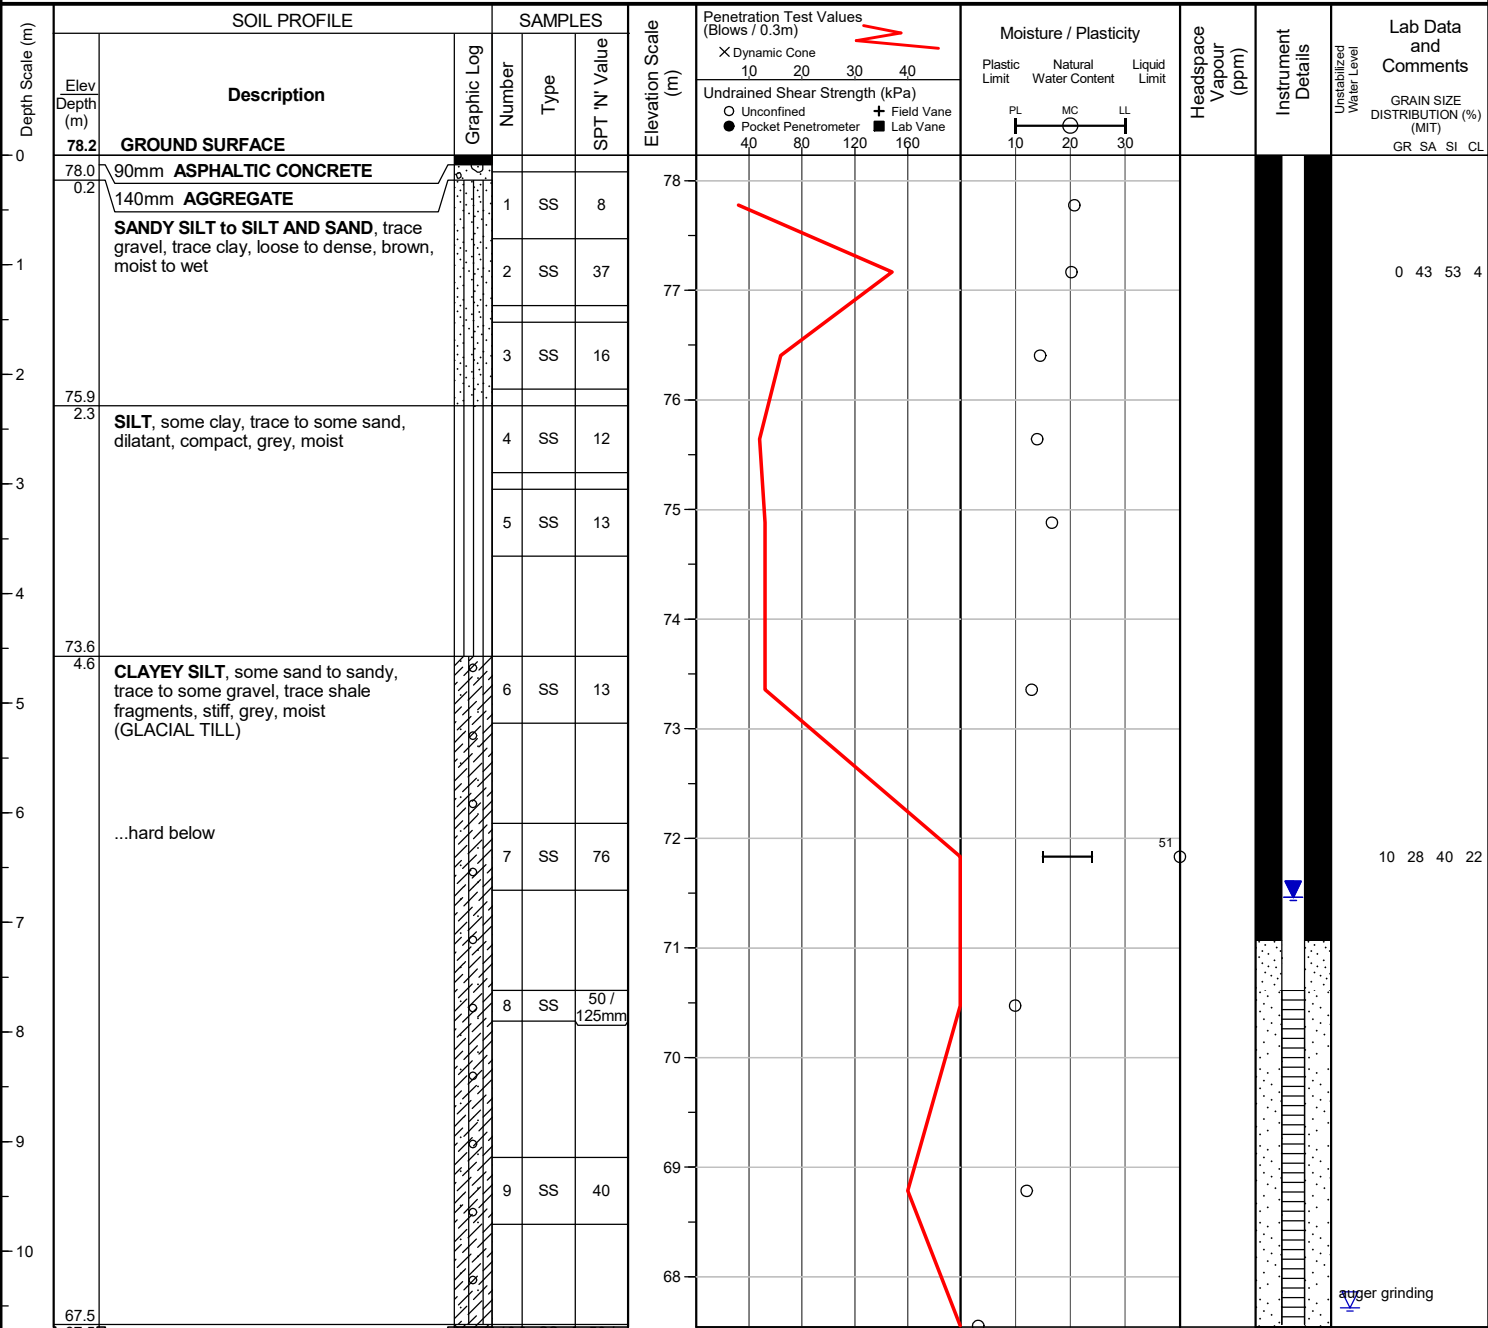 SOIL PROFILE
SAMPLES
Depth Scale (m)
Elev
Depth
(m)
Description
Graphic Log
Number
Type
SPT 'N' Value
Elevation Scale
(m)
Penetration Test Values
(Blows / 0.3m)
× Dynamic Cone
10 20 30 40
Undrained Shear Strength (kPa)
Unconfined
Field Vane
Pocket Penetrometer
Lab Vane
40 80 120 160
Moisture / Plasticity
Plastic
Limit
Natural
Water Content
Liquid
Limit
PL MC LL
10 20 30
Headspace
Vapour
(ppm)
Instrument
Details
Unstabilized
Water Level
Lab Data
and
Comments
GRAIN SIZE
DISTRIBUTION (%)
(MIT)
GR SA SI CL
78.2 GROUND SURFACE
0
78.0 90mm ASPHALTIC CONCRETE
0.2
140mm AGGREGATE
78
1 SS 8
SANDY SILT to SILT AND SAND, trace
gravel, trace clay, loose to dense, brown,
moist to wet
1
2 SS 37
0 43 53 4
77
3 SS 16
2
75.9
76
2.3
SILT, some clay, trace to some sand,
dilatant, compact, grey, moist
4 SS 12
3
75
5 SS 13
4
74
73.6
4.6
CLAYEY SILT, some sand to sandy,
trace to some gravel, trace shale
fragments, stiff, grey, moist
(GLACIAL TILL)
6 SS 13
5
73
6
...hard below
72
51
7 SS 76
10 28 40 22
7
71
8 SS 50 /
125mm
8
70
9
69
9 SS 40
10
68
auger grinding
67.5